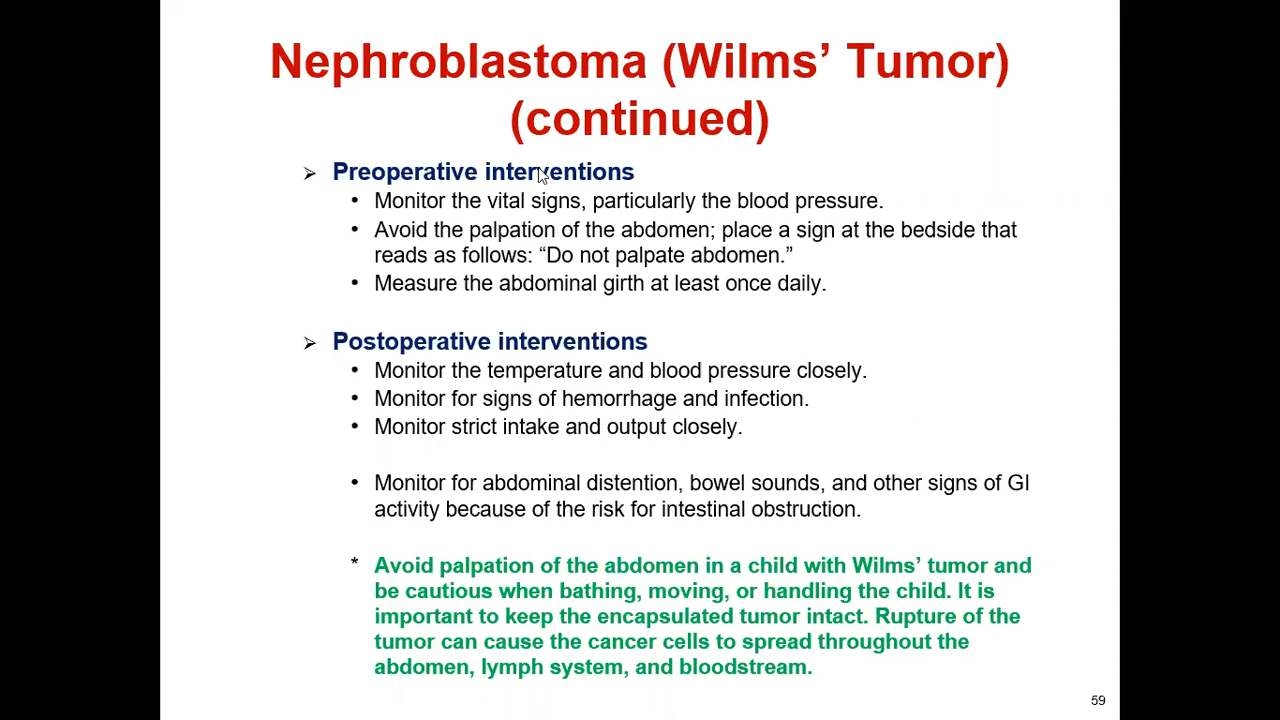 Nephroblastoma (Wilms’ Tumor)
(continued)
➢ Preoperative interventions
• Monitor the vital signs, particularly the blood pressure.
• Avoid the palpation of the abdomen; place a sign at the bedside that
reads as follows: “Do not palpate abdomen.”
• Measure the abdominal girth at least once daily.
➢ Postoperative interventions
• Monitor the temperature and blood pressure closely.
• Monitor for signs of hemorrhage and infection.
• Monitor strict intake and output closely.
• Monitor for abdominal distention, bowel sounds, and other signs of GI
activity because of the risk for intestinal obstruction.
* Avoid palpation of the abdomen in a child with Wilms’ tumor and
be cautious when bathing, moving, or handling the child. It is
important to keep the encapsulated tumor intact. Rupture of the
tumor can cause the cancer cells to spread throughout the
abdomen, lymph system, and bloodstream.
59